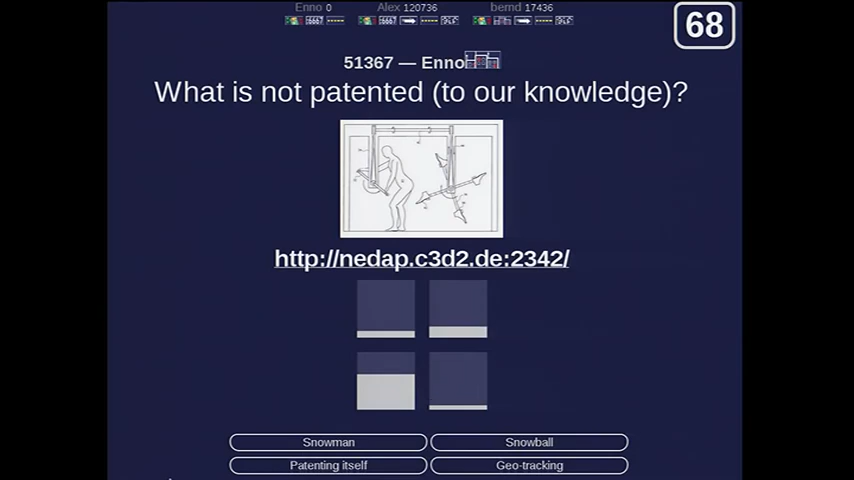 Enno 0 Alex 120736 bernd 17436
68
51367 — Enno
What is not patented (to our knowledge)?
http://nedap.c3d2.de:2342/
Snowman Snowball
Patenting itself Geo-tracking